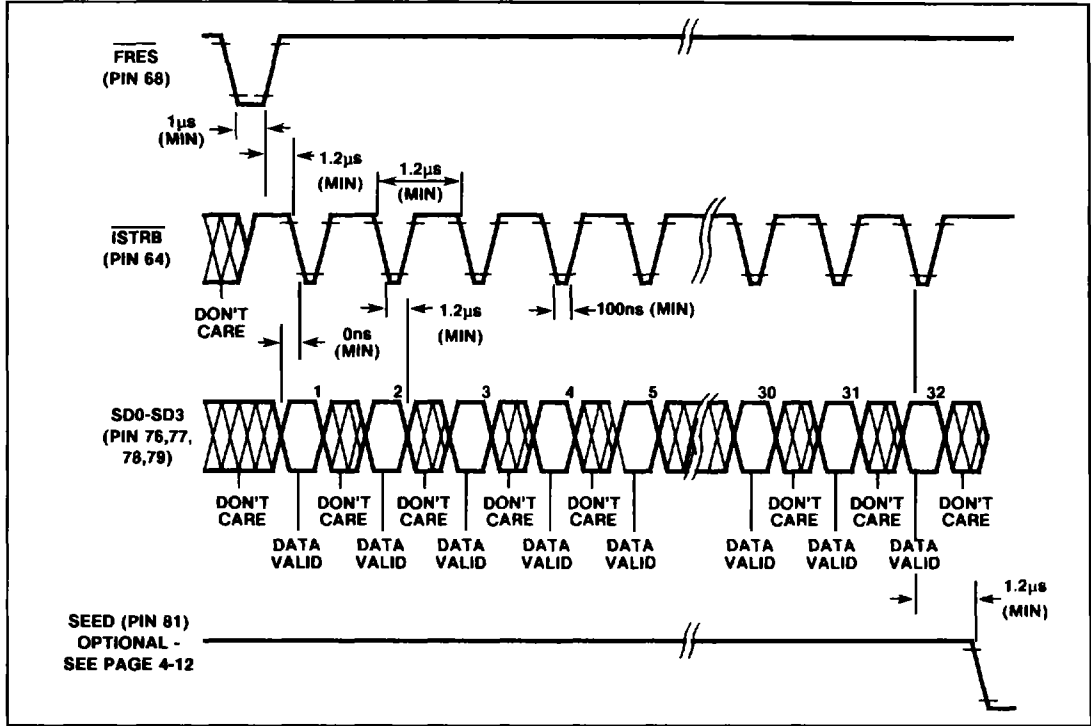 FRES
(PIN 68)
1µs
(MIN)
1.2µs
(MIN)
1.2µs
(MIN)
ISTRB
(PIN 64)
DON'T
CARE
0ns
(MIN)
1.2µs
(MIN)
100ns (MIN)
SD0-SD3
(PIN 76,77,
78,79)
1 2 3 4 5 30 31 32
DON'T CARE DON'T CARE DON'T CARE DON'T CARE DON'T CARE DON'T CARE DON'T CARE DON'T CARE
DATA VALID DATA VALID DATA VALID DATA VALID DATA VALID DATA VALID DATA VALID DATA VALID
1.2µs
(MIN)
SEED (PIN 81)
OPTIONAL -
SEE PAGE 4-12